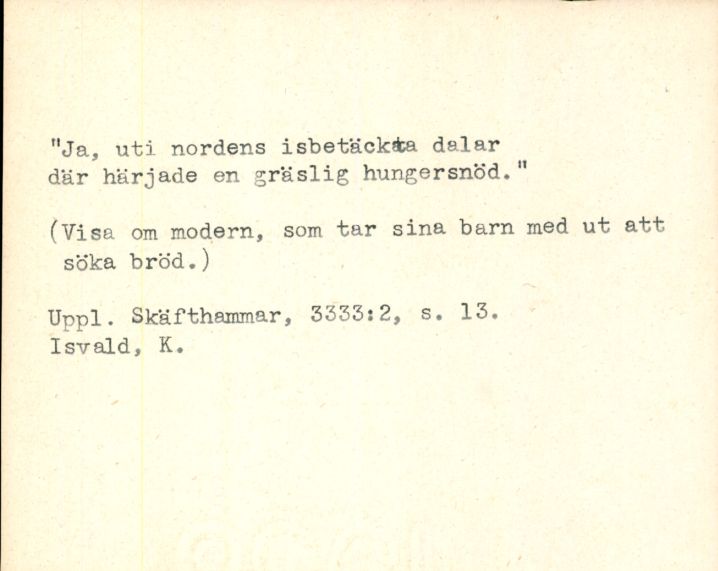 "Ja, uti nordens isbetäckta dalar
där härjade en gräslig hungersnöd."
(Visa om modern, som tar sina barn med ut att
söka bröd.)
Uppl. Skäfthammar, 3333:2, s. 13.
Isvald, K.